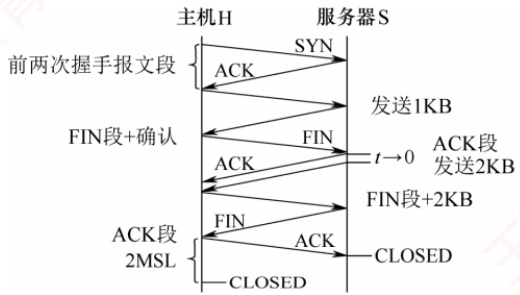 主机H
服务器S
SYN
前两次握手报文段
ACK
发送1KB
FIN段+确认
FIN
ACK段
t→0
发送2KB
ACK
FIN段+2KB
FIN
ACK段
2MSL
ACK
CLOSED
CLOSED